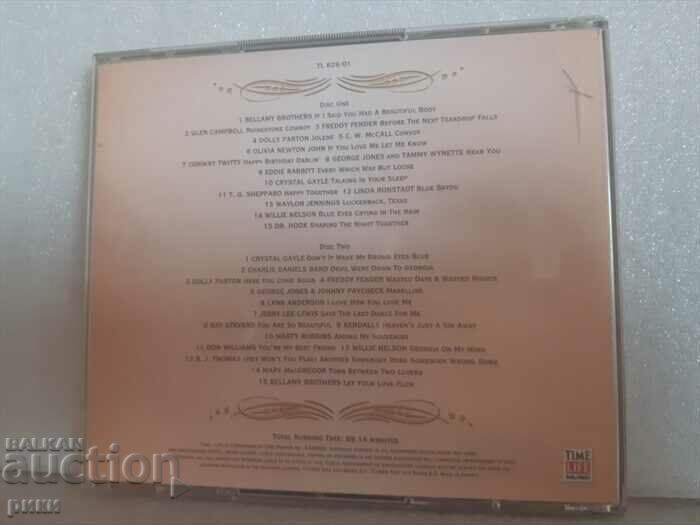 TL 626/01
DISC ONE
1 BELLAMY BROTHERS IF I SAID YOU HAD A BEAUTIFUL BODY
2 GLEN CAMPBELL RHINESTONE COWBOY 3 FREDDY FENDER BEFORE THE NEXT TEARDROP FALLS
4 DOLLY PARTON JOLENE 5 C. W. MCCALL CONVOY
6 OLIVIA NEWTON JOHN IF YOU LOVE ME LET ME KNOW
7 CONWAY TWITTY HAPPY BIRTHDAY DARLIN' 8 GEORGE JONES AND TAMMY WYNETTE NEAR YOU
9 EDDIE RABBITT EVERY WHICH WAY BUT LOOSE
10 CRYSTAL GAYLE TALKING IN YOUR SLEEP
11 T. G. SHEPPARD HAPPY TOGETHER 12 LINDA RONSTADT BLUE BAYOU
13 WAYLON JENNINGS LUCKENBACK, TEXAS
14 WILLIE NELSON BLUE EYES CRYING IN THE RAIN
15 DR. HOOK SHARING THE NIGHT TOGETHER
DISC TWO
1 CRYSTAL GAYLE DON'T IT MAKE MY BROWN EYES BLUE
2 CHARLIE DANIELS BAND DEVIL WENT DOWN TO GEORGIA
3 DOLLY PARTON HERE YOU COME AGAIN 4 FREDDY FENDER WASTED DAYS & WASTED NIGHTS
5 GEORGE JONES & JOHNNY PAYCHECK MABELLINE
6 LYNN ANDERSON I LOVE HOW YOU LOVE ME
7 JERRY LEE LEWIS SAVE THE LAST DANCE FOR ME
8 RAY STEVENS YOU ARE SO BEAUTIFUL 9 KENDALLS HEAVEN'S JUST A SIN AWAY
10 MARTY ROBBINS AMONG MY SOUVENIRS
11 DON WILLIAMS YOU'RE MY BEST FRIEND 12 WILLIE NELSON GEORGIA ON MY MIND
13 B. J. THOMAS (HEY WON'T YOU PLAY) ANOTHER SOMEBODY DONE SOMEBODY WRONG SONG
14 MARY MACGREGOR TORN BETWEEN TWO LOVERS
15 BELLAMY BROTHERS LET YOUR LOVE FLOW
TOTAL RUNNING TIME: 99.14 MINUTES
TIME
LIFE
MUSIC
BALKAN
auction